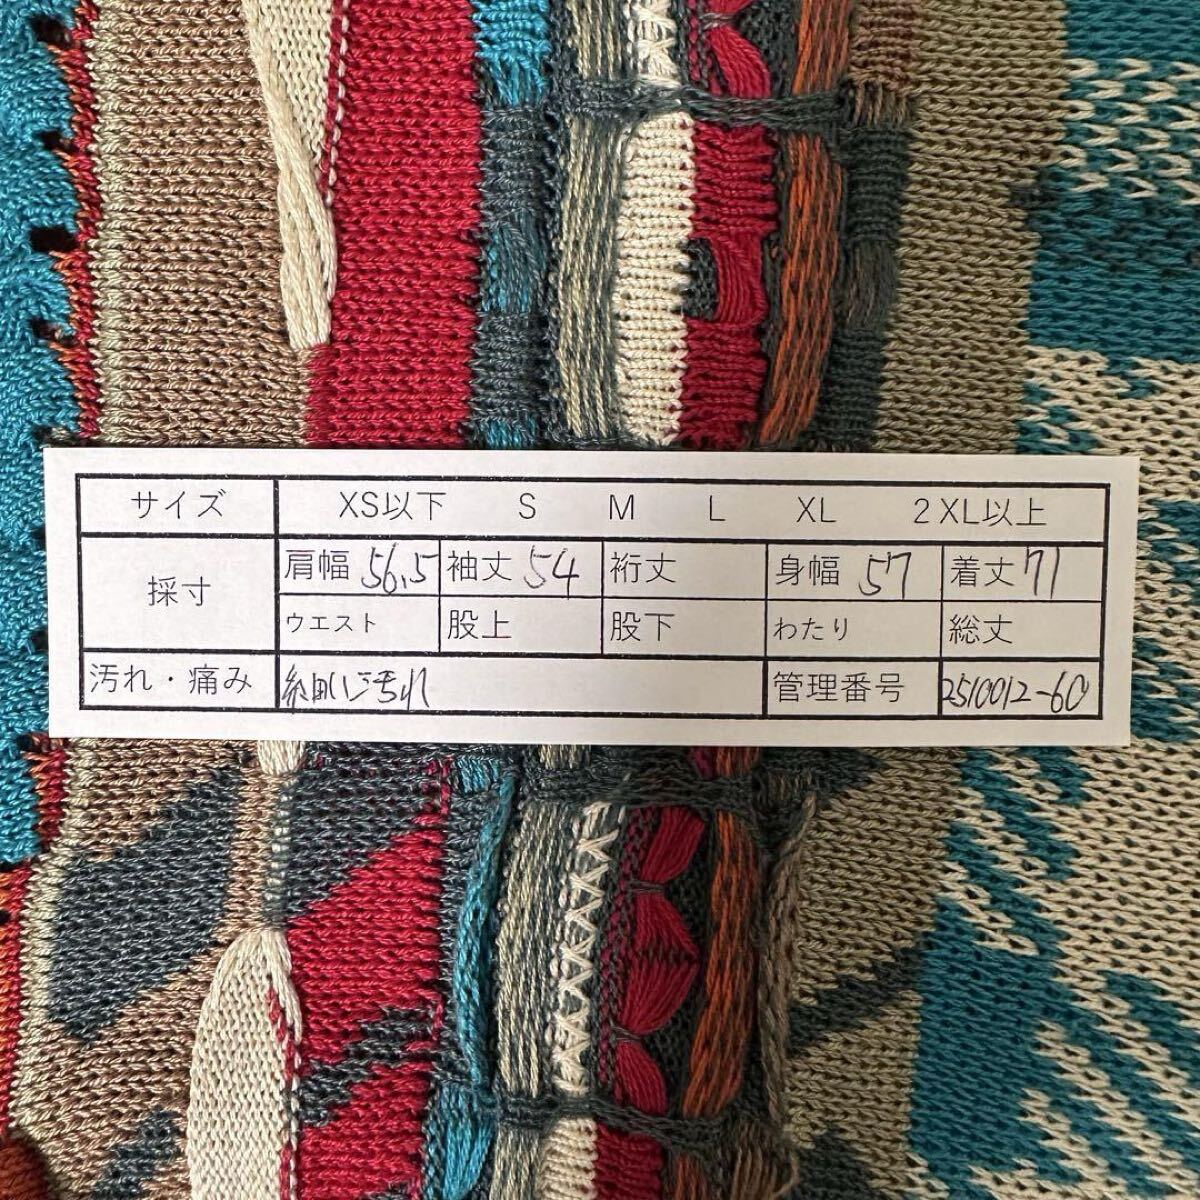 サイズ XS以下 S M L XL 2XL以上
採寸 肩幅 56.5 袖丈 54 裄丈 身幅 57 着丈 71
ウエスト 股上 股下 わたり 総丈
汚れ・痛み 細かい汚れ 管理番号 2510012-60